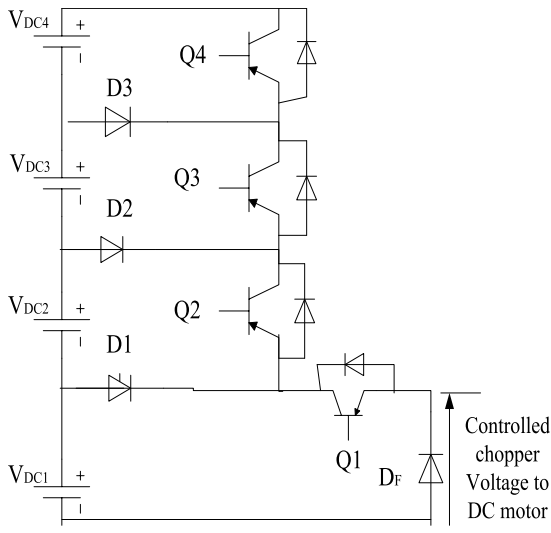 VDC4
+
Q4
D3
VDC3
+
Q3
D2
VDC2
+
Q2
D1
Q1
VDC1
+
DF
Controlled
chopper
Voltage to
DC motor